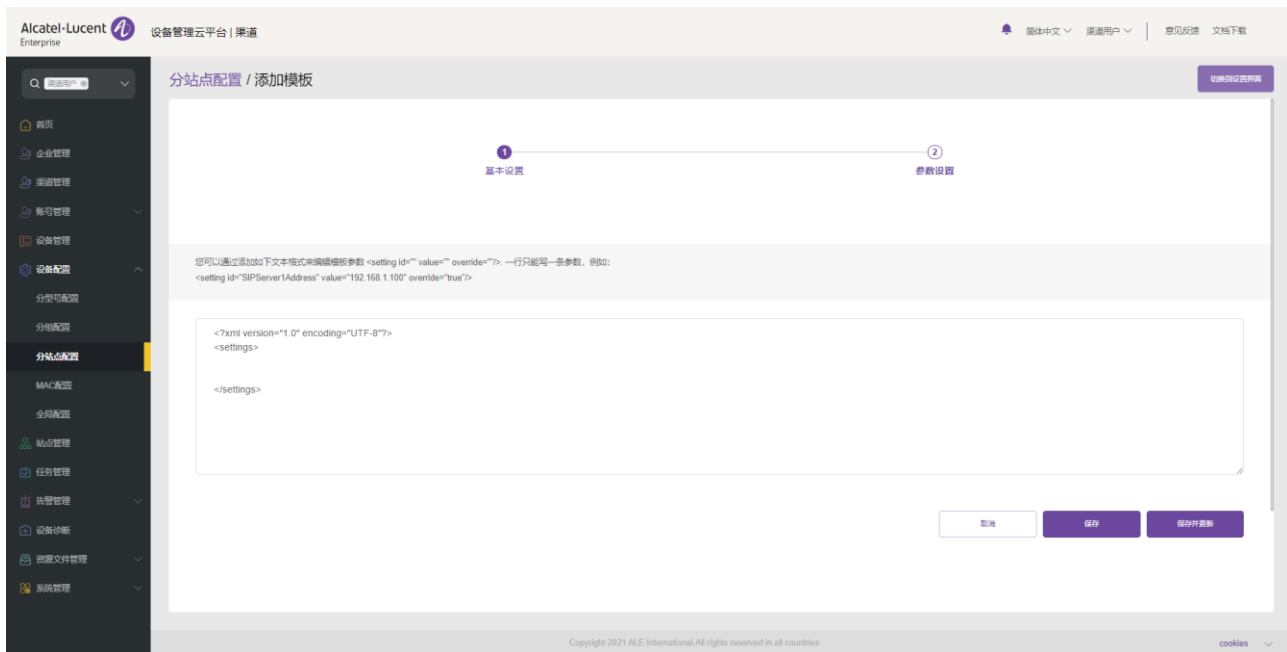 Alcatel·Lucent
Enterprise
设备管理云平台 | 渠道
简体中文
渠道用户
意见反馈
文档下载
渠道用户
分站点配置 / 添加模板
切换到设置界面
首页
企业管理
渠道管理
账号管理
设备管理
设备配置
分型号配置
分组配置
分站点配置
MAC配置
全局配置
站点管理
任务管理
告警管理
设备诊断
资源文件管理
系统管理
1
基本设置
2
参数设置
您可以通过添加如下文本格式来编辑模板参数 <setting id="" value="" override=""/>. 一行只能写一条参数，例如：
<setting id="SIPServer1Address" value="192.168.1.100" override="true"/>
<?xml version="1.0" encoding="UTF-8"?>
<settings>
</settings>
取消
保存
保存并更新
Copyright 2021 ALE International.All rights reserved in all countries
cookies